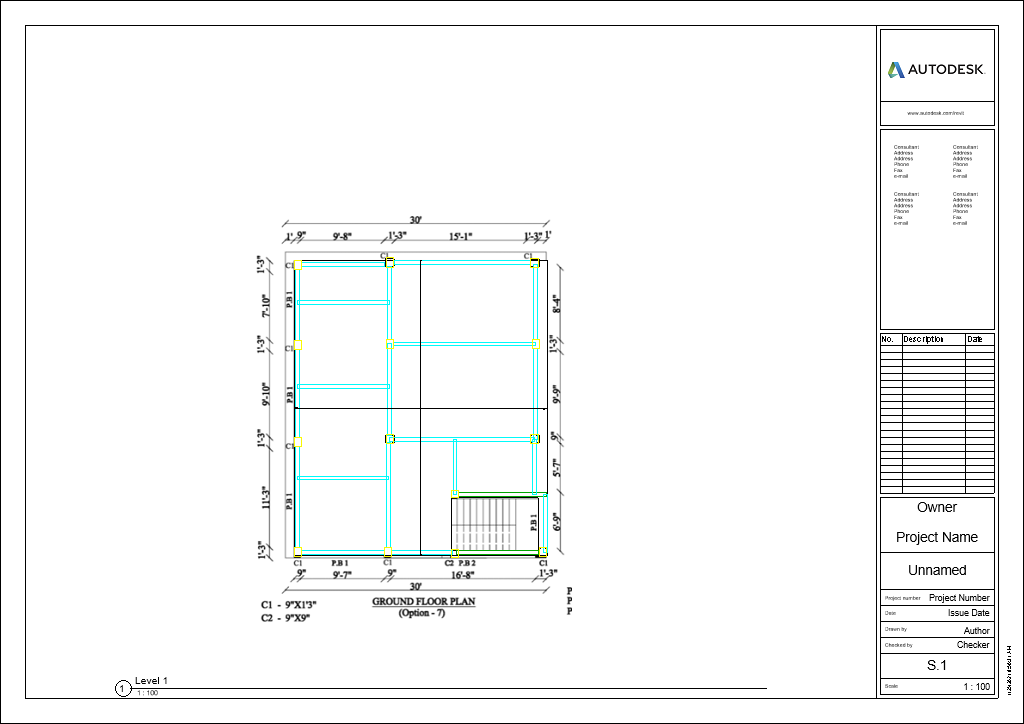 30'
1' 9" 9'-8" 1'-3" 15'-1" 1'-3" 1'
C1 C1 C1
1'-3"
P.B 1
7'-10"
8'-4"
1'-3"
C1
1'-3"
9'-10"
P.B 1
9'-9"
1'-3"
C1
9"
5'-7"
11'-3"
P.B 1
P.B 1
6'-9"
1'-3"
C1 P.B 1 C1 C2 P.B 2 C1
9" 9'-7" 9" 16'-8" 1'-3"
30'
C1 - 9"X1'3"
C2 - 9"X9"
GROUND FLOOR PLAN
(Option - 7)
P
P
P
1 Level 1
1 : 100
AUTODESK
www.autodesk.com/revit
Consultant
Address
Address
Phone
Fax
e-mail
Consultant
Address
Address
Phone
Fax
e-mail
Consultant
Address
Address
Phone
Fax
e-mail
Consultant
Address
Address
Phone
Fax
e-mail
No. Description Date
Owner
Project Name
Unnamed
Project number Project Number
Date Issue Date
Drawn by Author
Checked by Checker
S.1
Scale 1 : 100